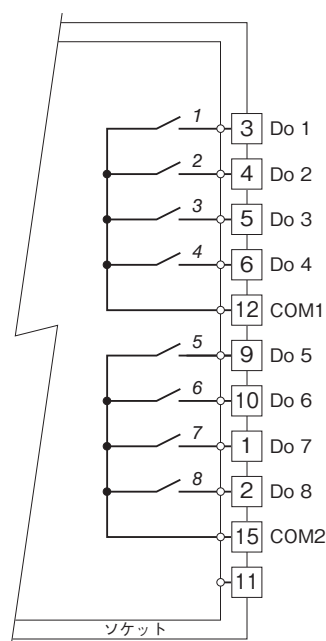 1 3 Do 1
2 4 Do 2
3 5 Do 3
4 6 Do 4
12 COM1
5 9 Do 5
6 10 Do 6
7 1 Do 7
8 2 Do 8
15 COM2
11
ソケット